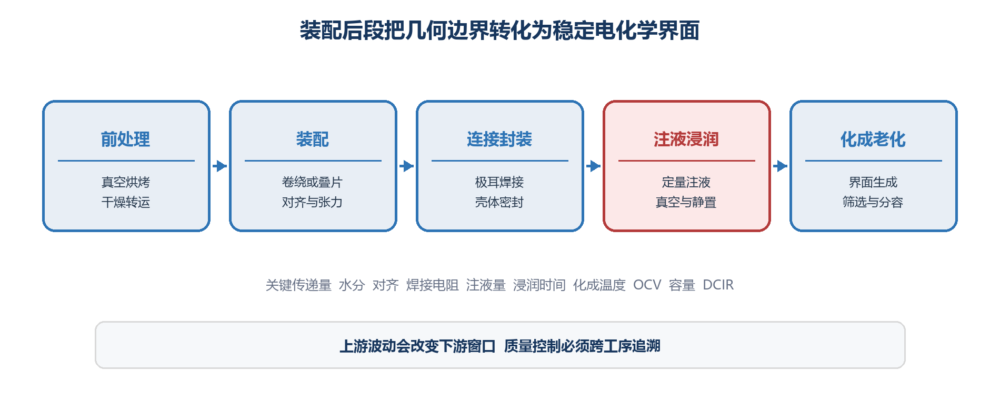 装配后段把几何边界转化为稳定电化学界面
前处理
真空烘烤
干燥转运
装配
卷绕或叠片
对齐与张力
连接封装
极耳焊接
壳体密封
注液浸润
定量注液
真空与静置
化成老化
界面生成
筛选与分容
关键传递量 水分 对齐 焊接电阻 注液量 浸润时间 化成温度 OCV 容量 DCIR
上游波动会改变下游窗口 质量控制必须跨工序追溯